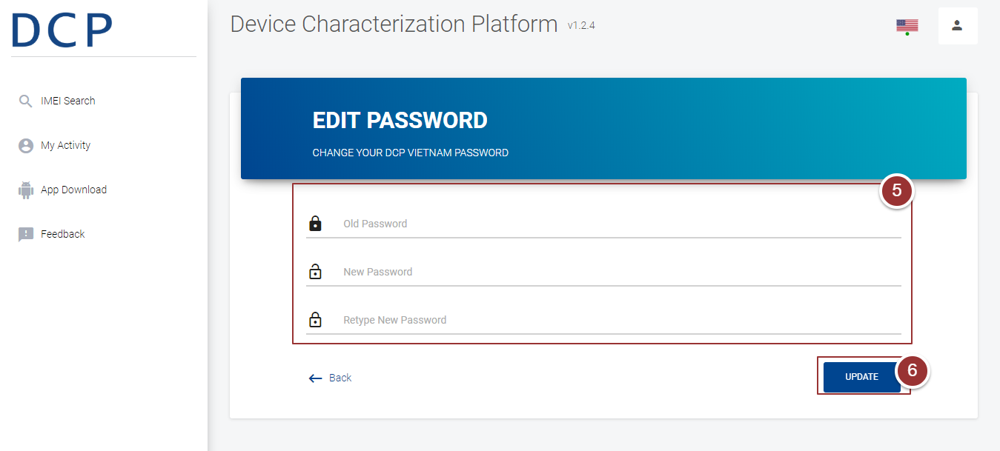 DCP
Device Characterization Platform v1.2.4
IMEI Search
My Activity
App Download
Feedback
EDIT PASSWORD
CHANGE YOUR DCP VIETNAM PASSWORD
5
Old Password
New Password
Retype New Password
Back
UPDATE
6